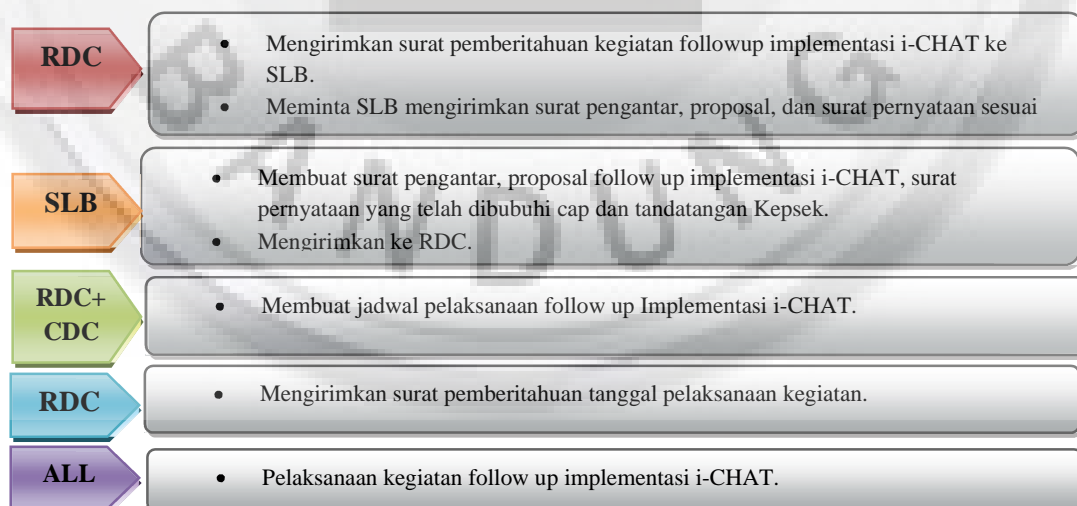 RDC
• Mengirimkan surat pemberitahuan kegiatan followup implementasi i-CHAT ke
SLB.
• Meminta SLB mengirimkan surat pengantar, proposal, dan surat pernyataan sesuai
SLB
• Membuat surat pengantar, proposal follow up implementasi i-CHAT, surat
pernyataan yang telah dibubuhi cap dan tandatangan Kepsek.
• Mengirimkan ke RDC.
RDC+
CDC
• Membuat jadwal pelaksanaan follow up Implementasi i-CHAT.
RDC
• Mengirimkan surat pemberitahuan tanggal pelaksanaan kegiatan.
ALL
• Pelaksanaan kegiatan follow up implementasi i-CHAT.
BANDUNG